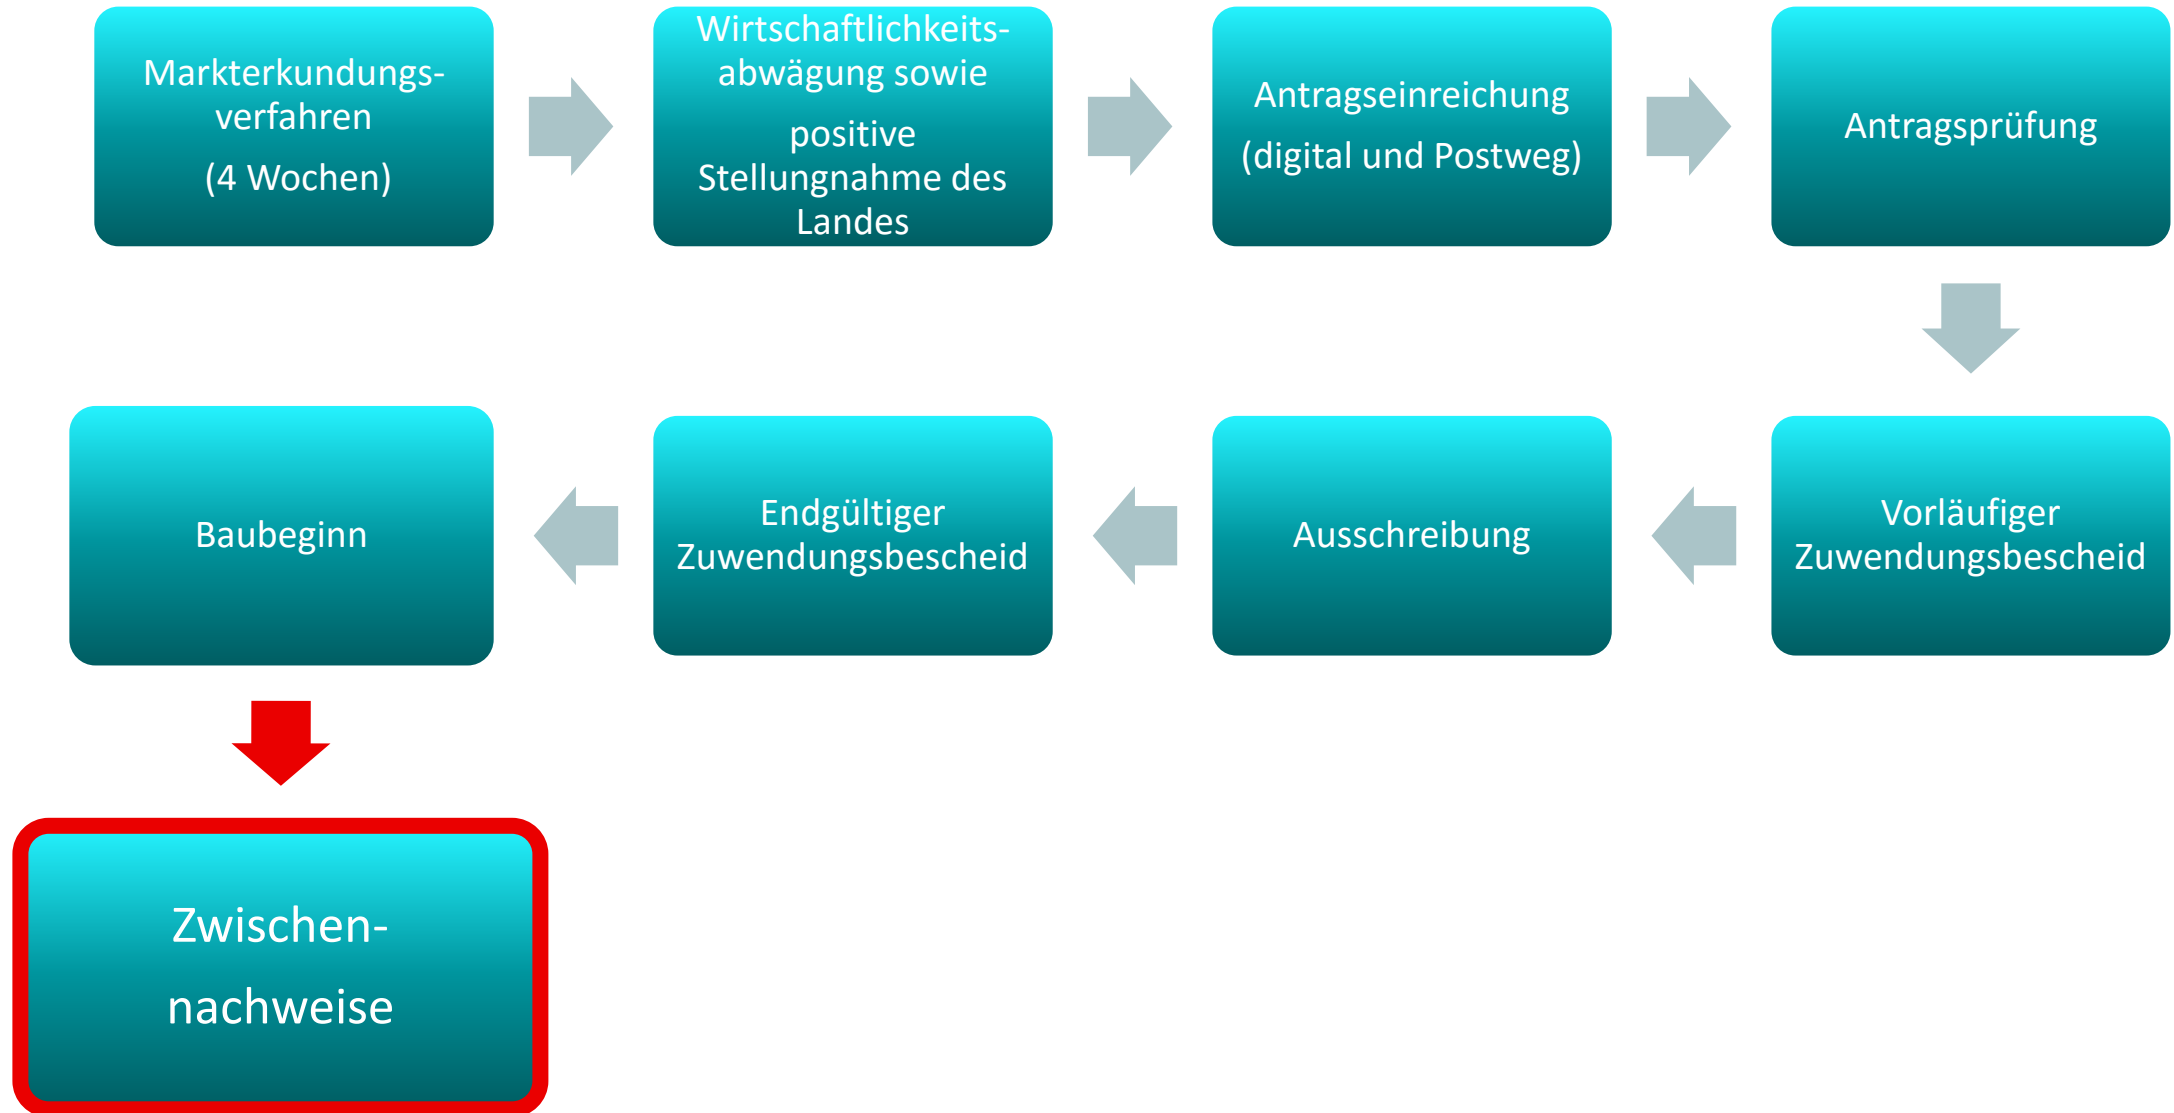 Markterkundungs-
verfahren
(4 Wochen)
Wirtschaftlichkeits-
abwägung sowie
positive
Stellungnahme des
Landes
Antragseinreichung
(digital und Postweg)
Antragsprüfung
Vorläufiger
Zuwendungsbescheid
Ausschreibung
Endgültiger
Zuwendungsbescheid
Baubeginn
Zwischen-
nachweise